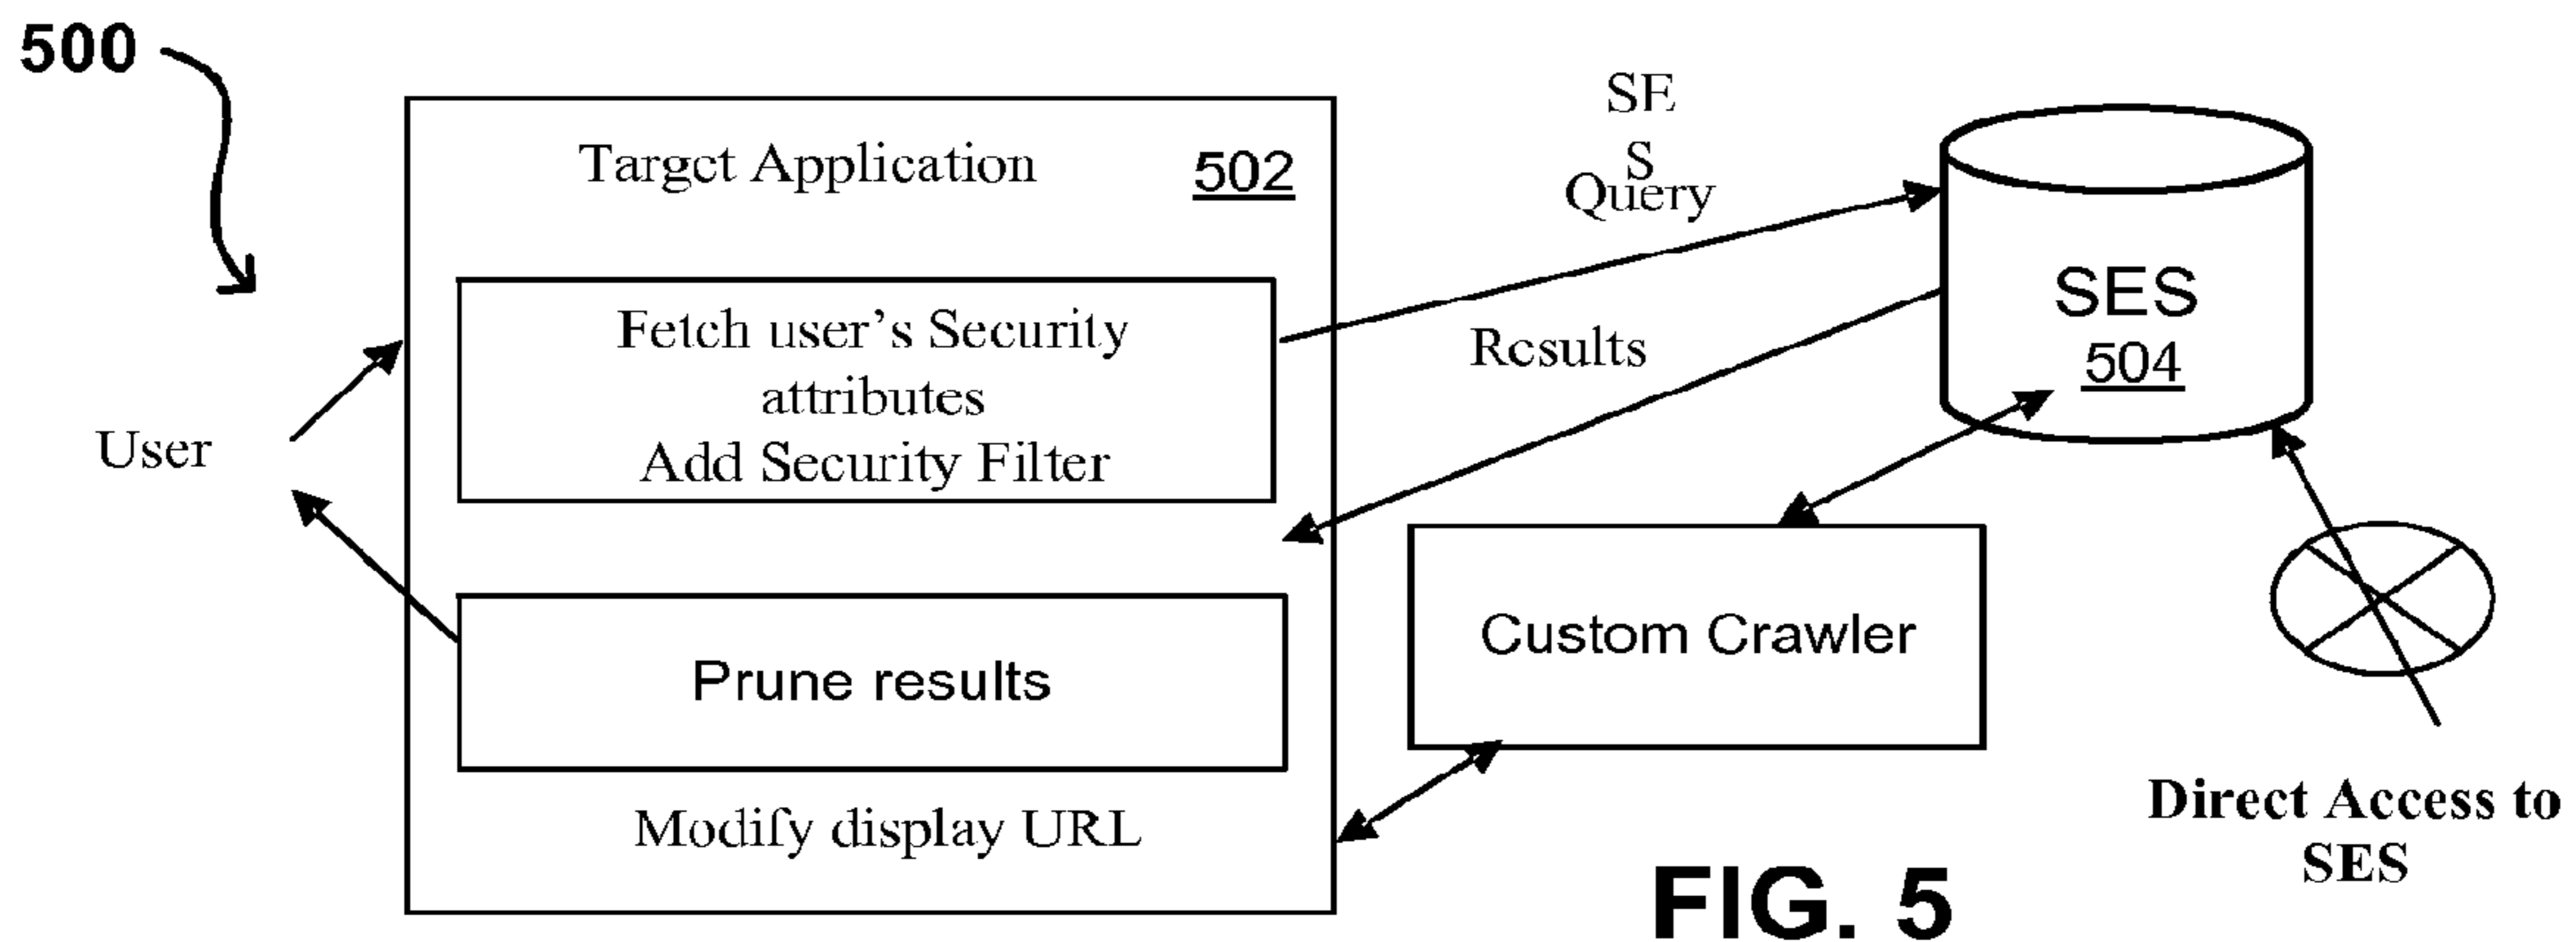 500
Target Application 502
Fetch user's Security
attributes
Add Security Filter
Prune results
Modify display URL
User
SE
S
Query
Results
SES
504
Custom Crawler
Direct Access to
SES
FIG. 5